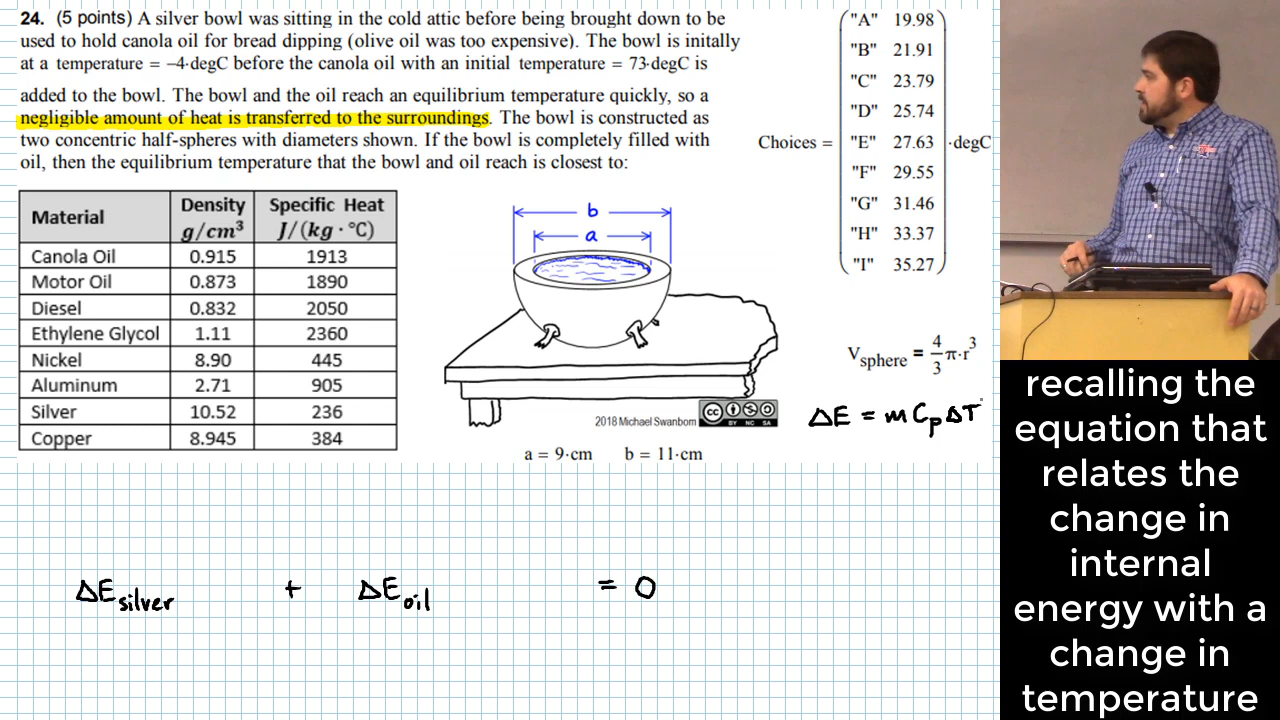 24. (5 points) A silver bowl was sitting in the cold attic before being brought down to be
used to hold canola oil for bread dipping (olive oil was too expensive). The bowl is initally
at a temperature = −4·degC before the canola oil with an initial temperature = 73·degC is
added to the bowl. The bowl and the oil reach an equilibrium temperature quickly, so a
negligible amount of heat is transferred to the surroundings. The bowl is constructed as
two concentric half-spheres with diameters shown. If the bowl is completely filled with
oil, then the equilibrium temperature that the bowl and oil reach is closest to:
Choices =
"A" 19.98
"B" 21.91
"C" 23.79
"D" 25.74
"E" 27.63
"F" 29.55
"G" 31.46
"H" 33.37
"I" 35.27
·degC
Material Density g/cm³ Specific Heat J/(kg · °C)
Canola Oil 0.915 1913
Motor Oil 0.873 1890
Diesel 0.832 2050
Ethylene Glycol 1.11 2360
Nickel 8.90 445
Aluminum 2.71 905
Silver 10.52 236
Copper 8.945 384
b
a
2018 Michael Swanbom
cc BY NC SA
a = 9·cm b = 11·cm
V_sphere = 4/3 π·r³
ΔE = m C_p ΔT
ΔE_silver + ΔE_oil = 0
recalling the
equation that
relates the
change in
internal
energy with a
change in
temperature